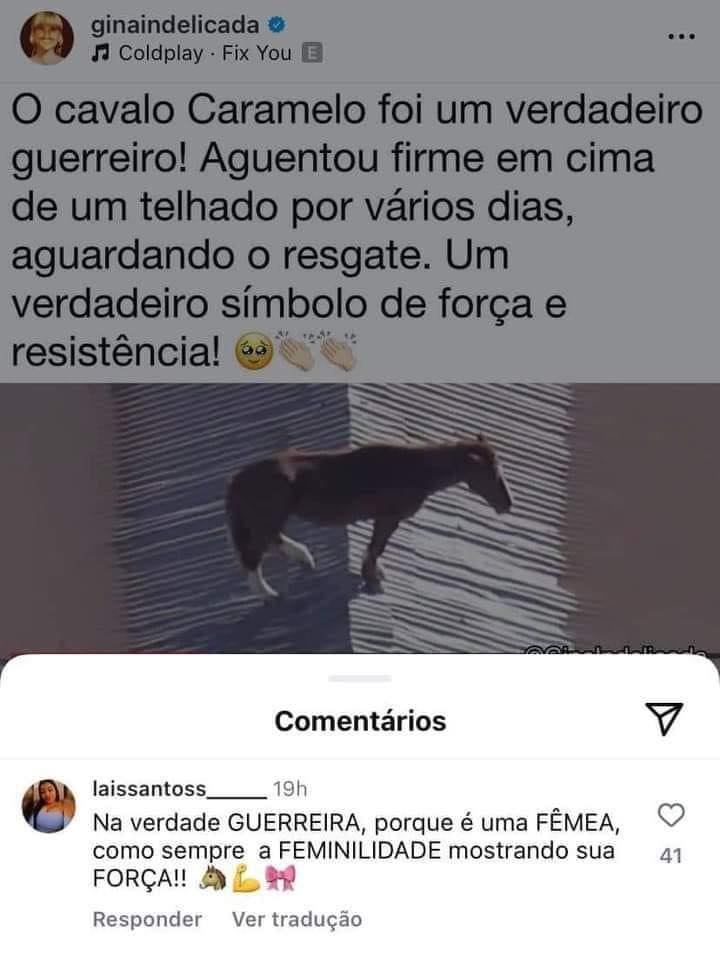 ginaindelicada
Coldplay · Fix You E
O cavalo Caramelo foi um verdadeiro
guerreiro! Aguentou firme em cima
de um telhado por vários dias,
aguardando o resgate. Um
verdadeiro símbolo de força e
resistência! 🥹👏🏻👏🏻
Comentários
laissantoss_____ 19h
Na verdade GUERREIRA, porque é uma FÊMEA,
como sempre a FEMINILIDADE mostrando sua
FORÇA!! 🐴💪🎀
41
Responder Ver tradução